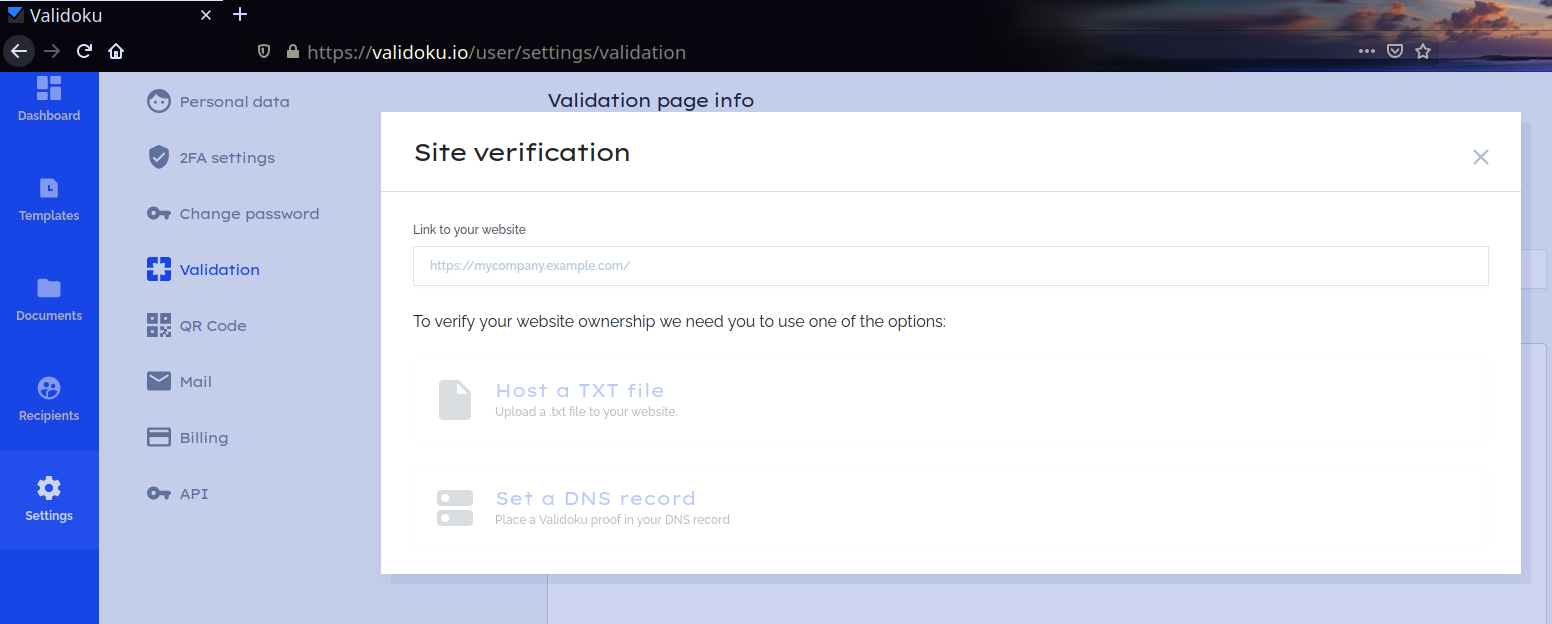 Validoku
https://validoku.io/user/settings/validation
Dashboard
Templates
Documents
Recipients
Settings
Personal data
2FA settings
Change password
Validation
QR Code
Mail
Billing
API
Validation page info
Site verification
Link to your website
https://mycompany.example.com/
To verify your website ownership we need you to use one of the options:
Host a TXT file
Upload a .txt file to your website.
Set a DNS record
Place a Validoku proof in your DNS record